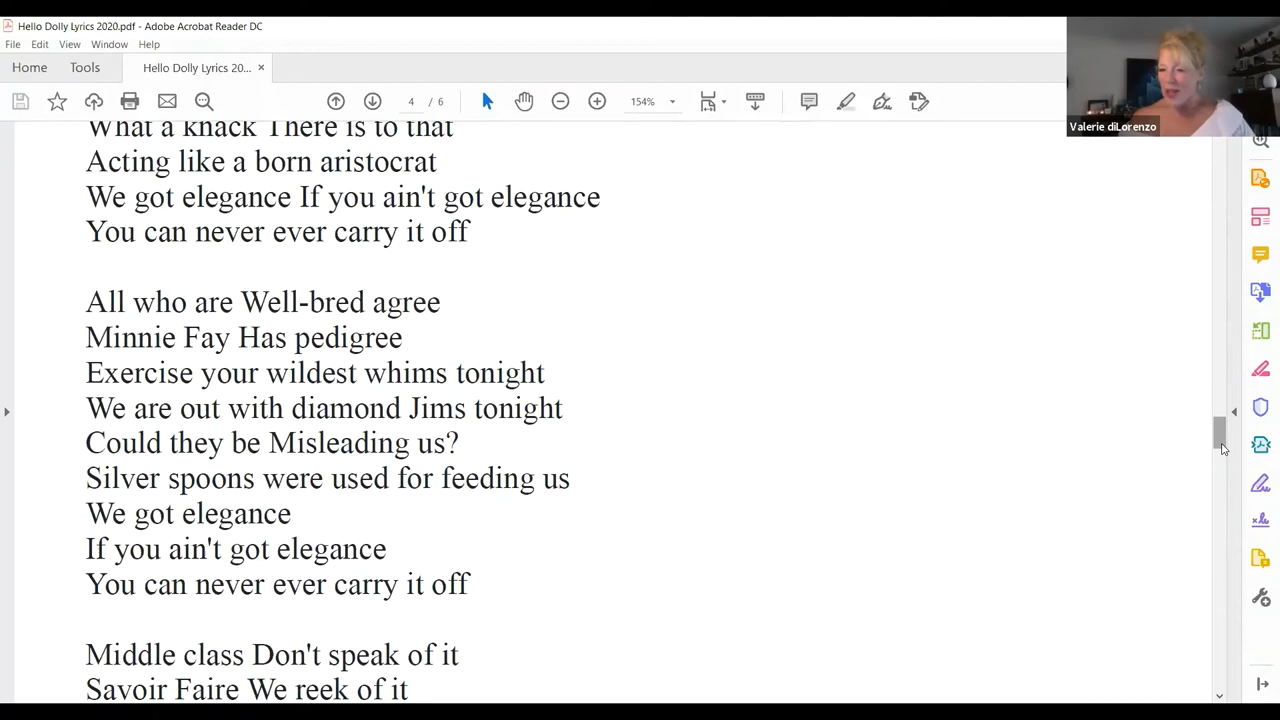 Hello Dolly Lyrics 2020.pdf - Adobe Acrobat Reader DC
File Edit View Window Help
Home Tools Hello Dolly Lyrics 20... ×
4 / 6 154%
Valerie diLorenzo
What a knack There is to that
Acting like a born aristocrat
We got elegance If you ain't got elegance
You can never ever carry it off
All who are Well-bred agree
Minnie Fay Has pedigree
Exercise your wildest whims tonight
We are out with diamond Jims tonight
Could they be Misleading us?
Silver spoons were used for feeding us
We got elegance
If you ain't got elegance
You can never ever carry it off
Middle class Don't speak of it
Savoir Faire We reek of it